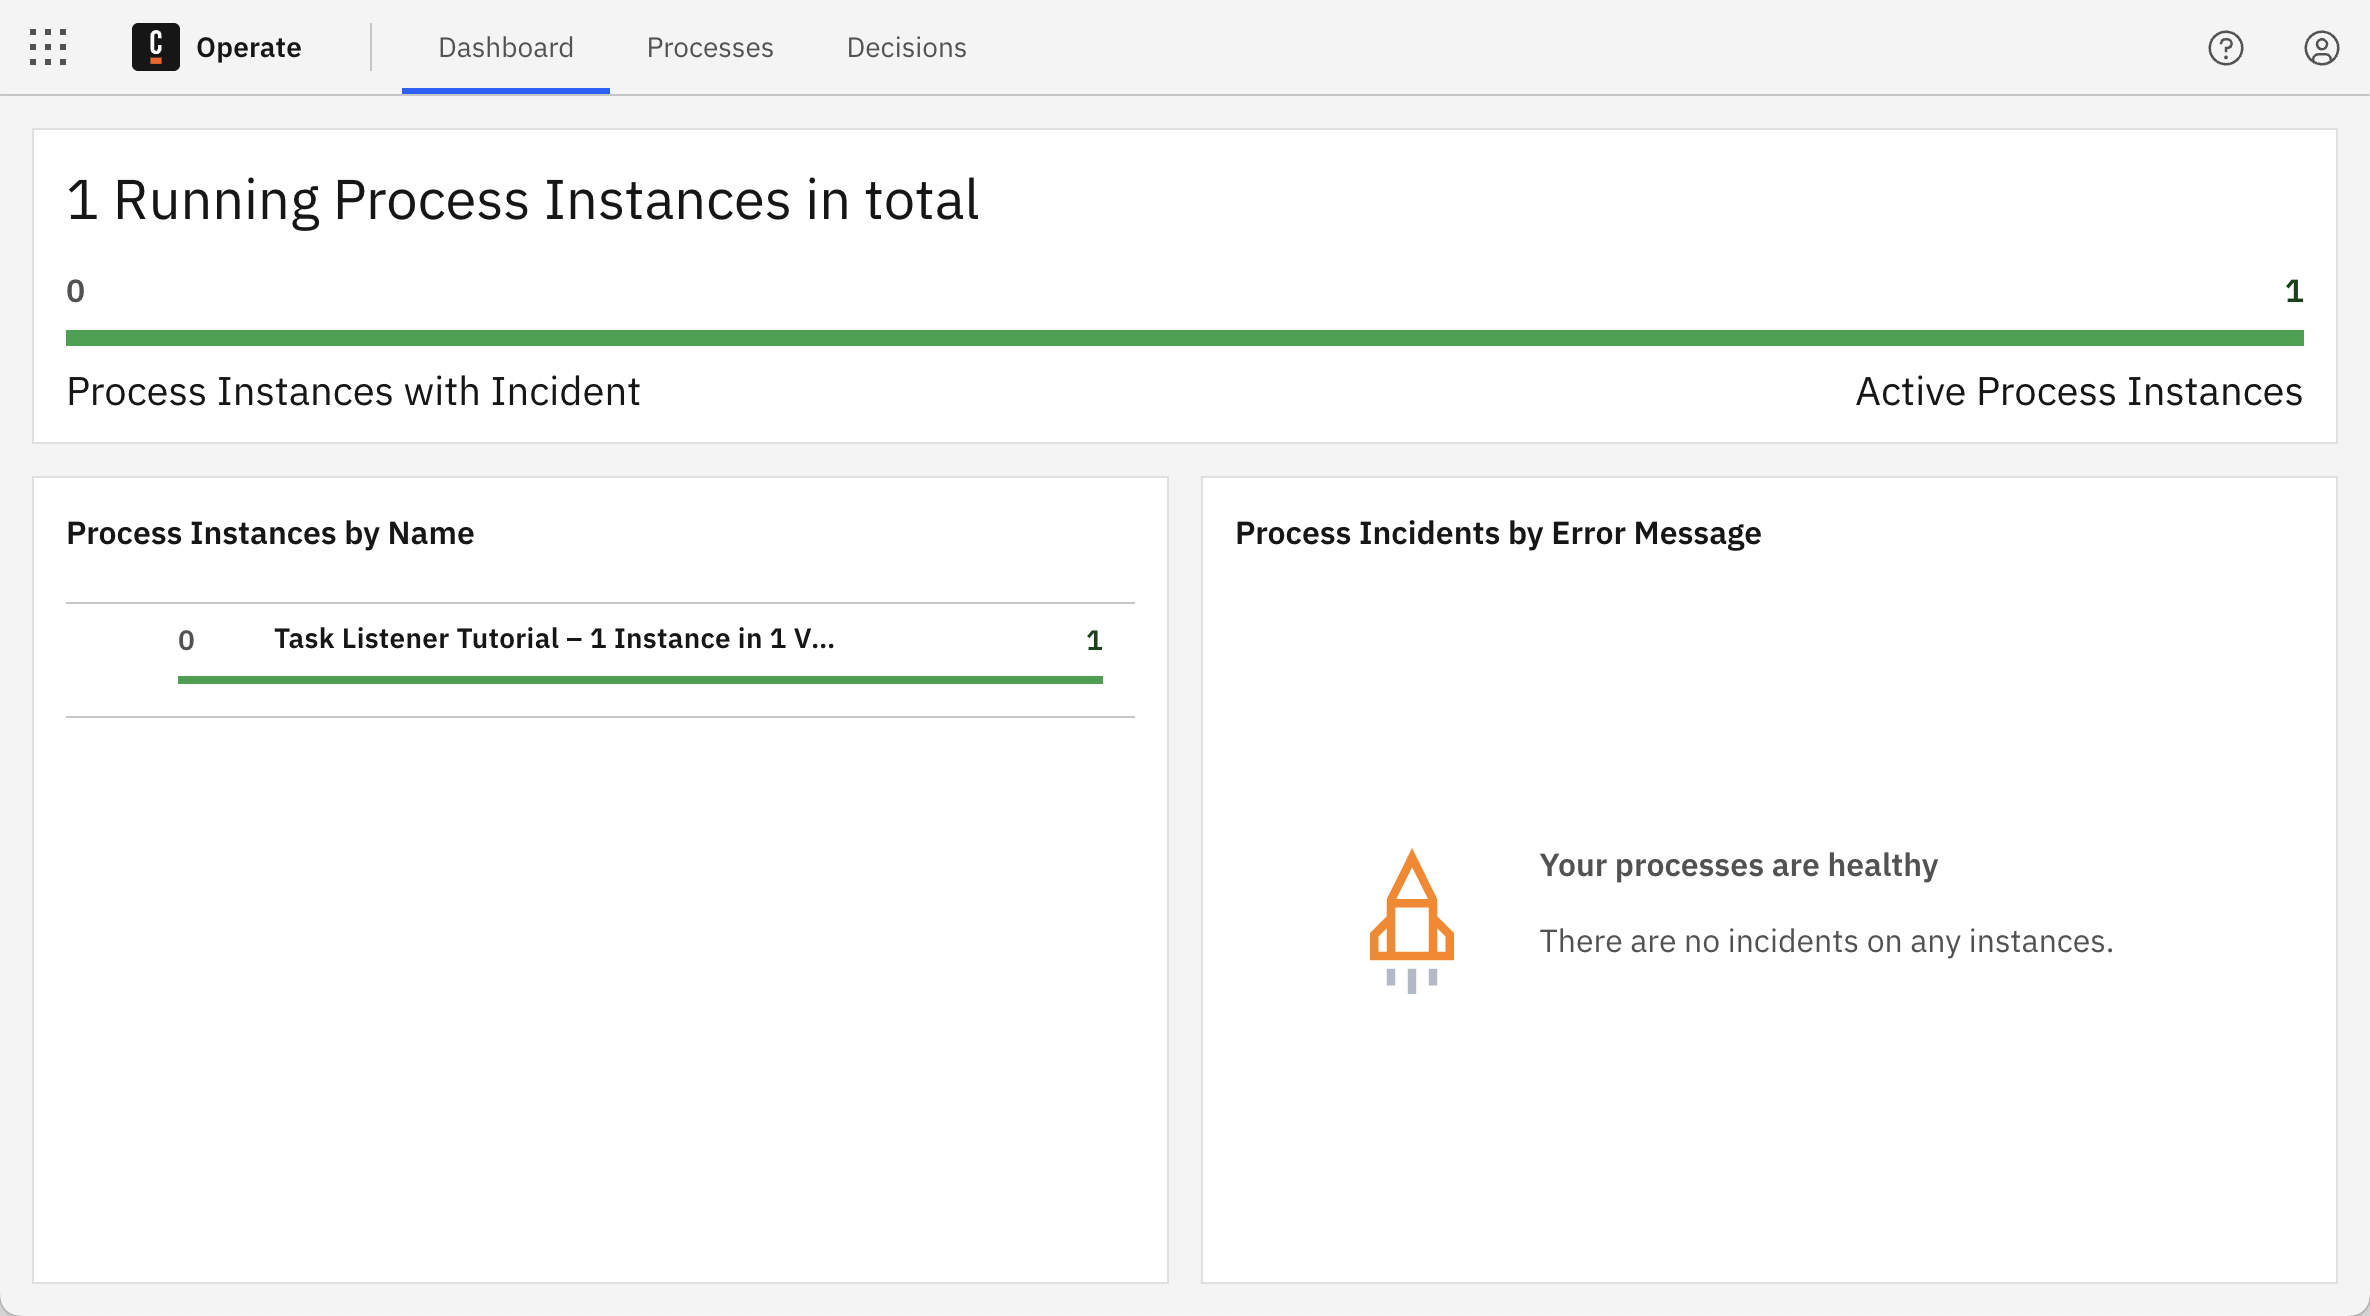 C Operate Dashboard Processes Decisions
1 Running Process Instances in total
0 1
Process Instances with Incident Active Process Instances
Process Instances by Name
0 Task Listener Tutorial – 1 Instance in 1 V... 1
Process Incidents by Error Message
Your processes are healthy
There are no incidents on any instances.